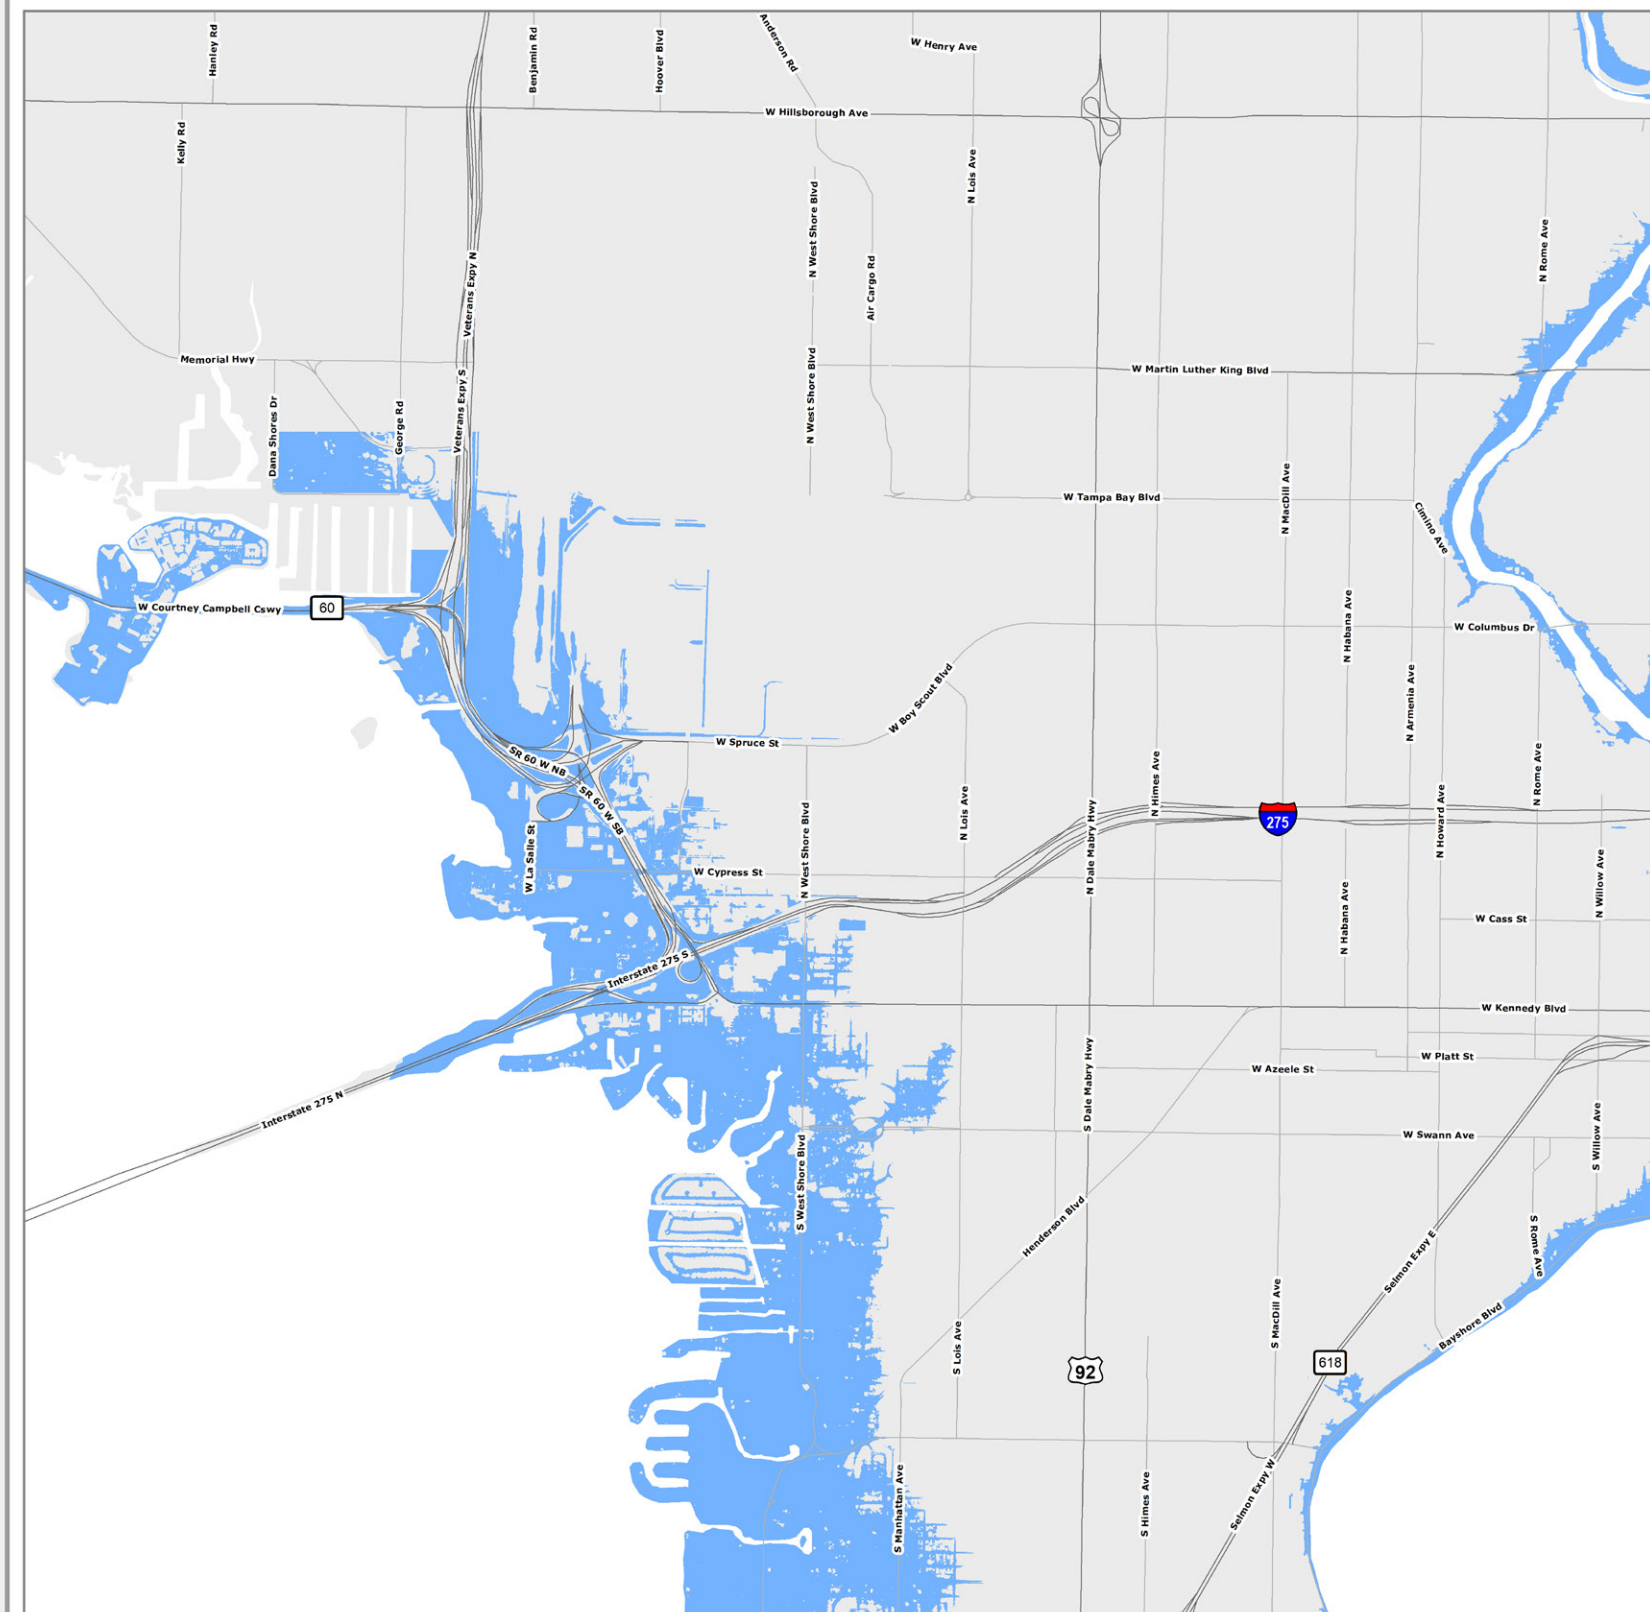 Hanley Rd
Benjamin Rd
Hoover Blvd
Anderson Rd
W Henry Ave
W Hillsborough Ave
Kelly Rd
N Lois Ave
N West Shore Blvd
Air Cargo Rd
N Rome Ave
Veterans Expy N
Memorial Hwy
W Martin Luther King Blvd
N West Shore Blvd
Veterans Expy S
George Rd
Dana Shores Dr
W Tampa Bay Blvd
N MacDill Ave
Cimino Ave
W Courtney Campbell Cswy
60
N Habana Ave
W Columbus Dr
W Boy Scout Blvd
N Armenia Ave
W Spruce St
SR 60 W NB
SR 60 W SB
N Himes Ave
N Rome Ave
N Lois Ave
N Dale Mabry Hwy
275
N Howard Ave
N West Shore Blvd
W La Salle St
W Cypress St
N Willow Ave
N Habana Ave
W Cass St
Interstate 275 S
W Kennedy Blvd
S Dale Mabry Hwy
W Platt St
W Azeele St
Interstate 275 N
W Swann Ave
S Willow Ave
S West Shore Blvd
Henderson Blvd
S Rome Ave
Selmon Expy E
S MacDill Ave
Bayshore Blvd
S Lois Ave
92
618
S Manhattan Ave
S Himes Ave
Selmon Expy W